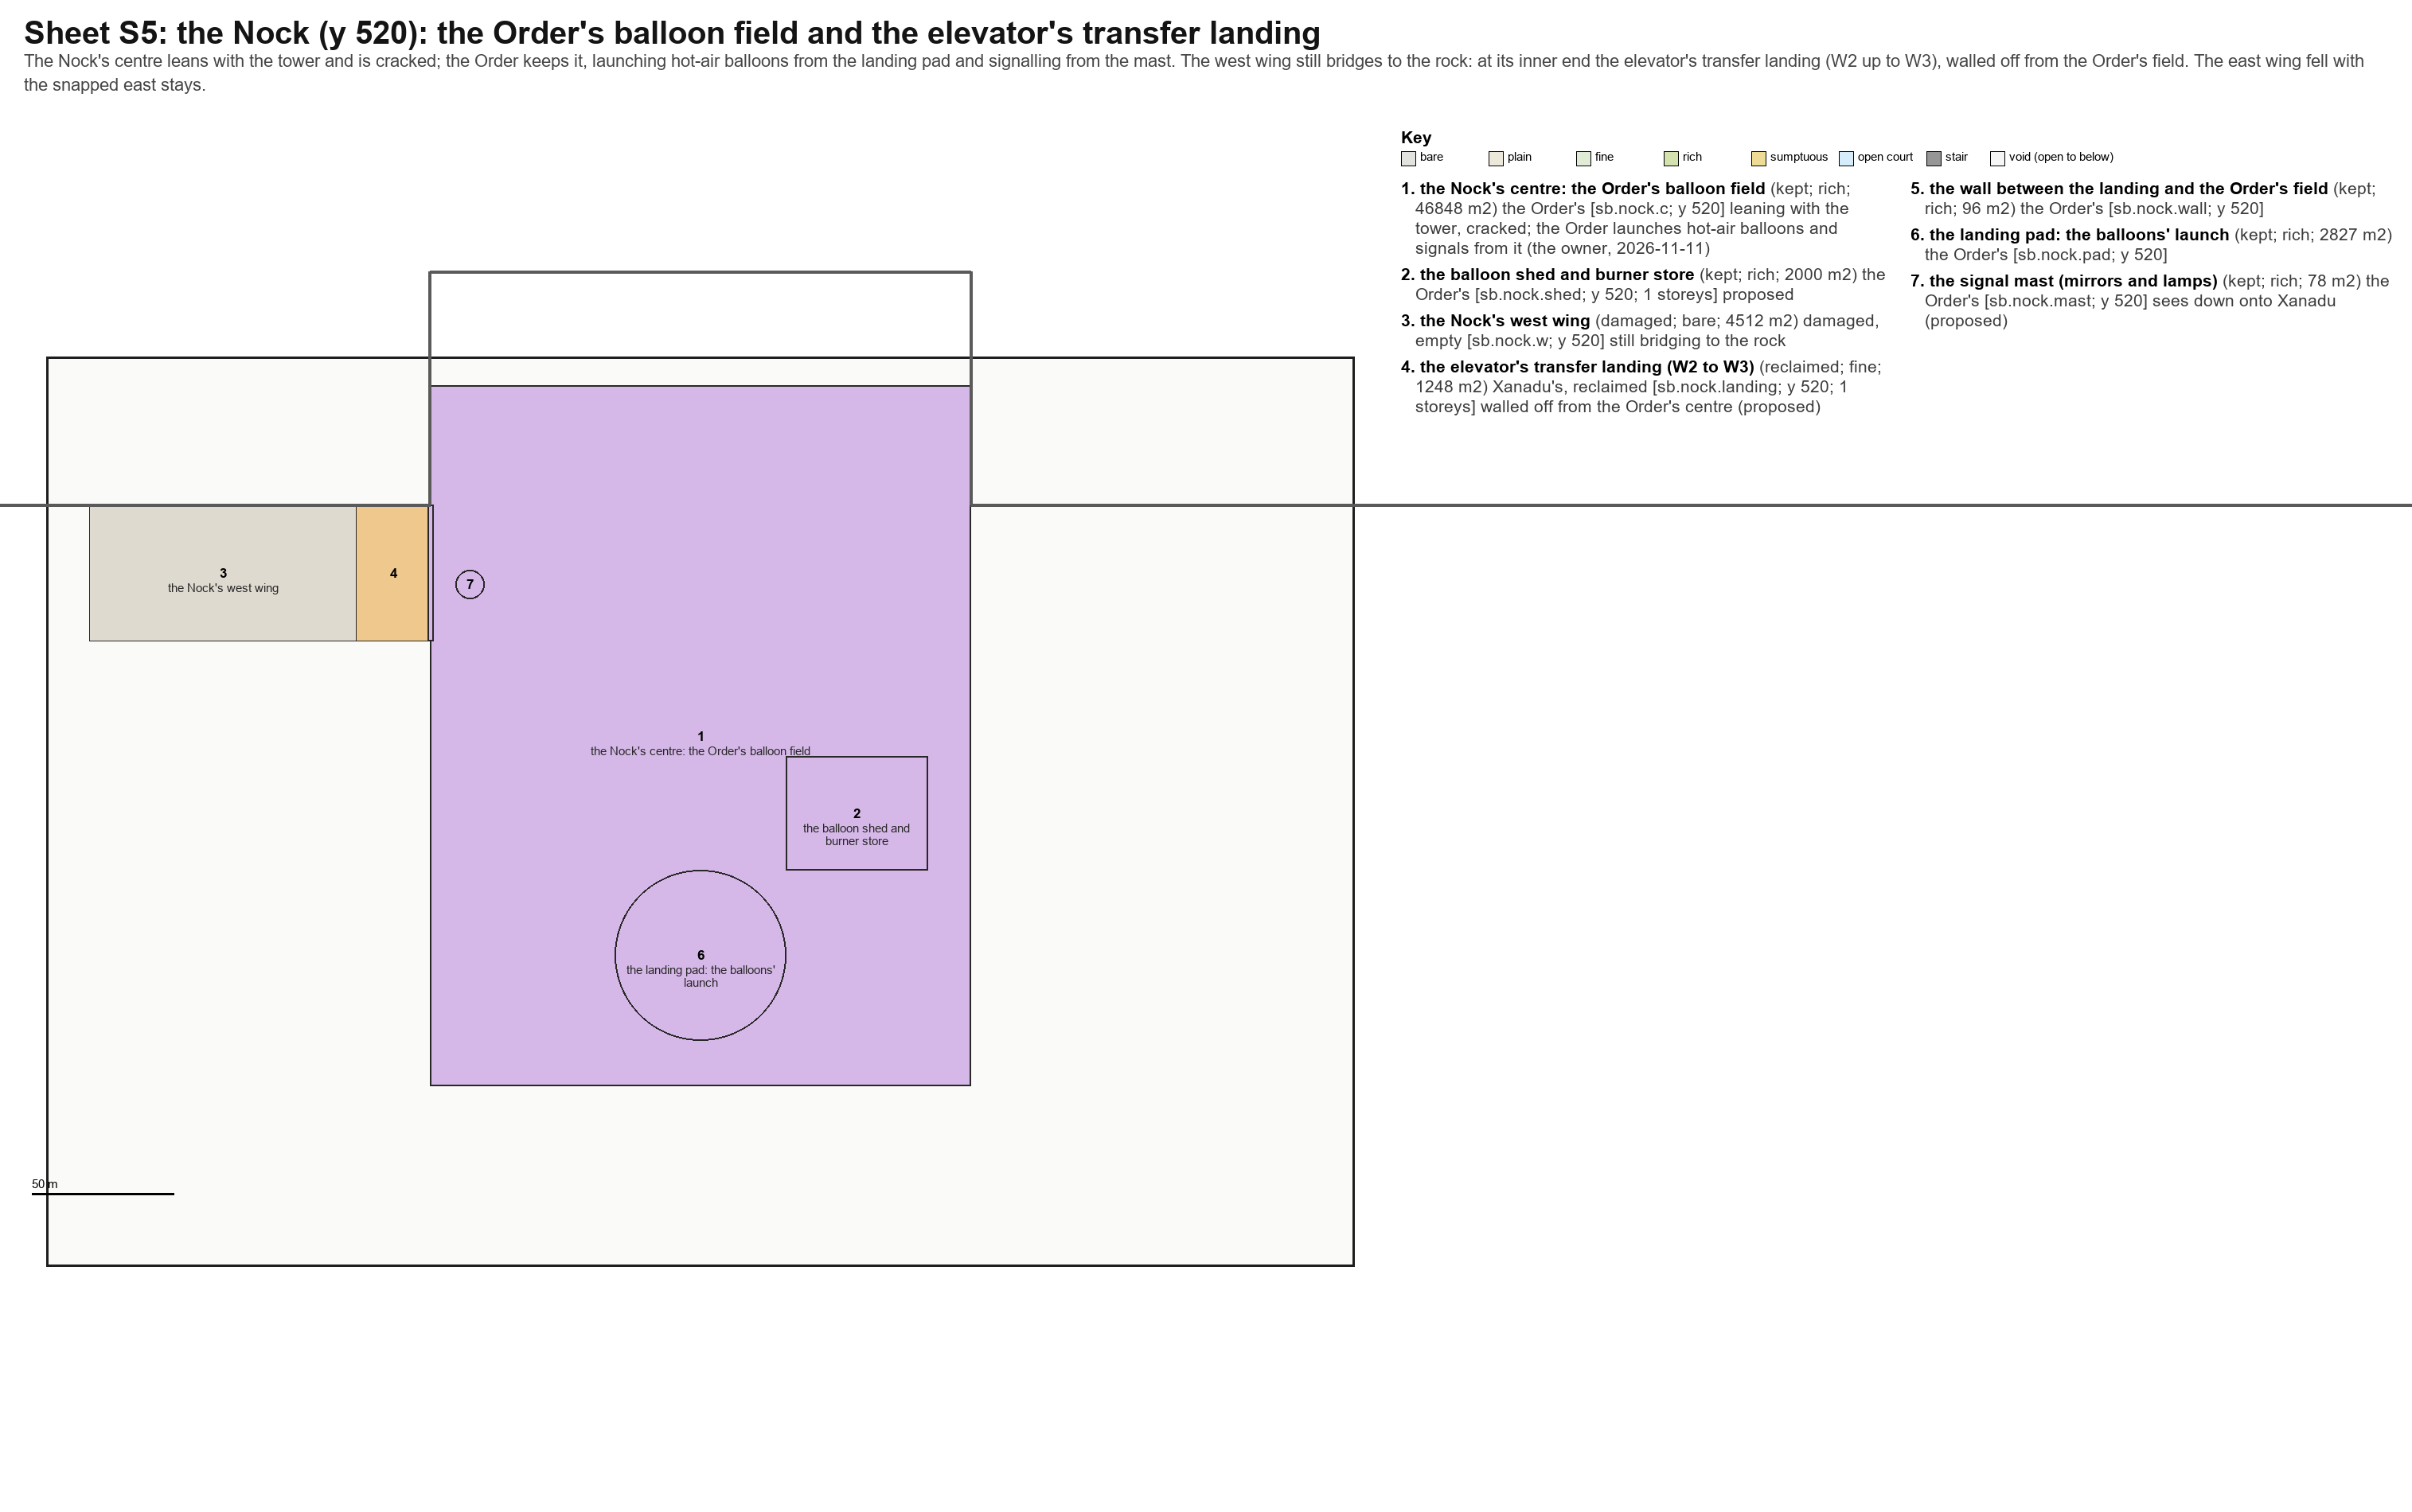 Sheet S5: the Nock (y 520): the Order's balloon field and the elevator's transfer landing
The Nock's centre leans with the tower and is cracked; the Order keeps it, launching hot-air balloons from the landing pad and signalling from the mast. The west wing still bridges to the rock: at its inner end the elevator's transfer landing (W2 up to W3), walled off from the Order's field. The east wing fell with
the snapped east stays.
Key
bare plain fine rich sumptuous open court stair void (open to below)
1. the Nock's centre: the Order's balloon field (kept; rich;
46848 m2) the Order's [sb.nock.c; y 520] leaning with the
tower, cracked; the Order launches hot-air balloons and
signals from it (the owner, 2026-11-11)
2. the balloon shed and burner store (kept; rich; 2000 m2) the
Order's [sb.nock.shed; y 520; 1 storeys] proposed
3. the Nock's west wing (damaged; bare; 4512 m2) damaged,
empty [sb.nock.w; y 520] still bridging to the rock
4. the elevator's transfer landing (W2 to W3) (reclaimed; fine;
1248 m2) Xanadu's, reclaimed [sb.nock.landing; y 520; 1
storeys] walled off from the Order's centre (proposed)
5. the wall between the landing and the Order's field (kept;
rich; 96 m2) the Order's [sb.nock.wall; y 520]
6. the landing pad: the balloons' launch (kept; rich; 2827 m2)
the Order's [sb.nock.pad; y 520]
7. the signal mast (mirrors and lamps) (kept; rich; 78 m2) the
Order's [sb.nock.mast; y 520] sees down onto Xanadu
(proposed)
3
the Nock's west wing
4
7
1
the Nock's centre: the Order's balloon field
2
the balloon shed and
burner store
6
the landing pad: the balloons'
launch
50 m